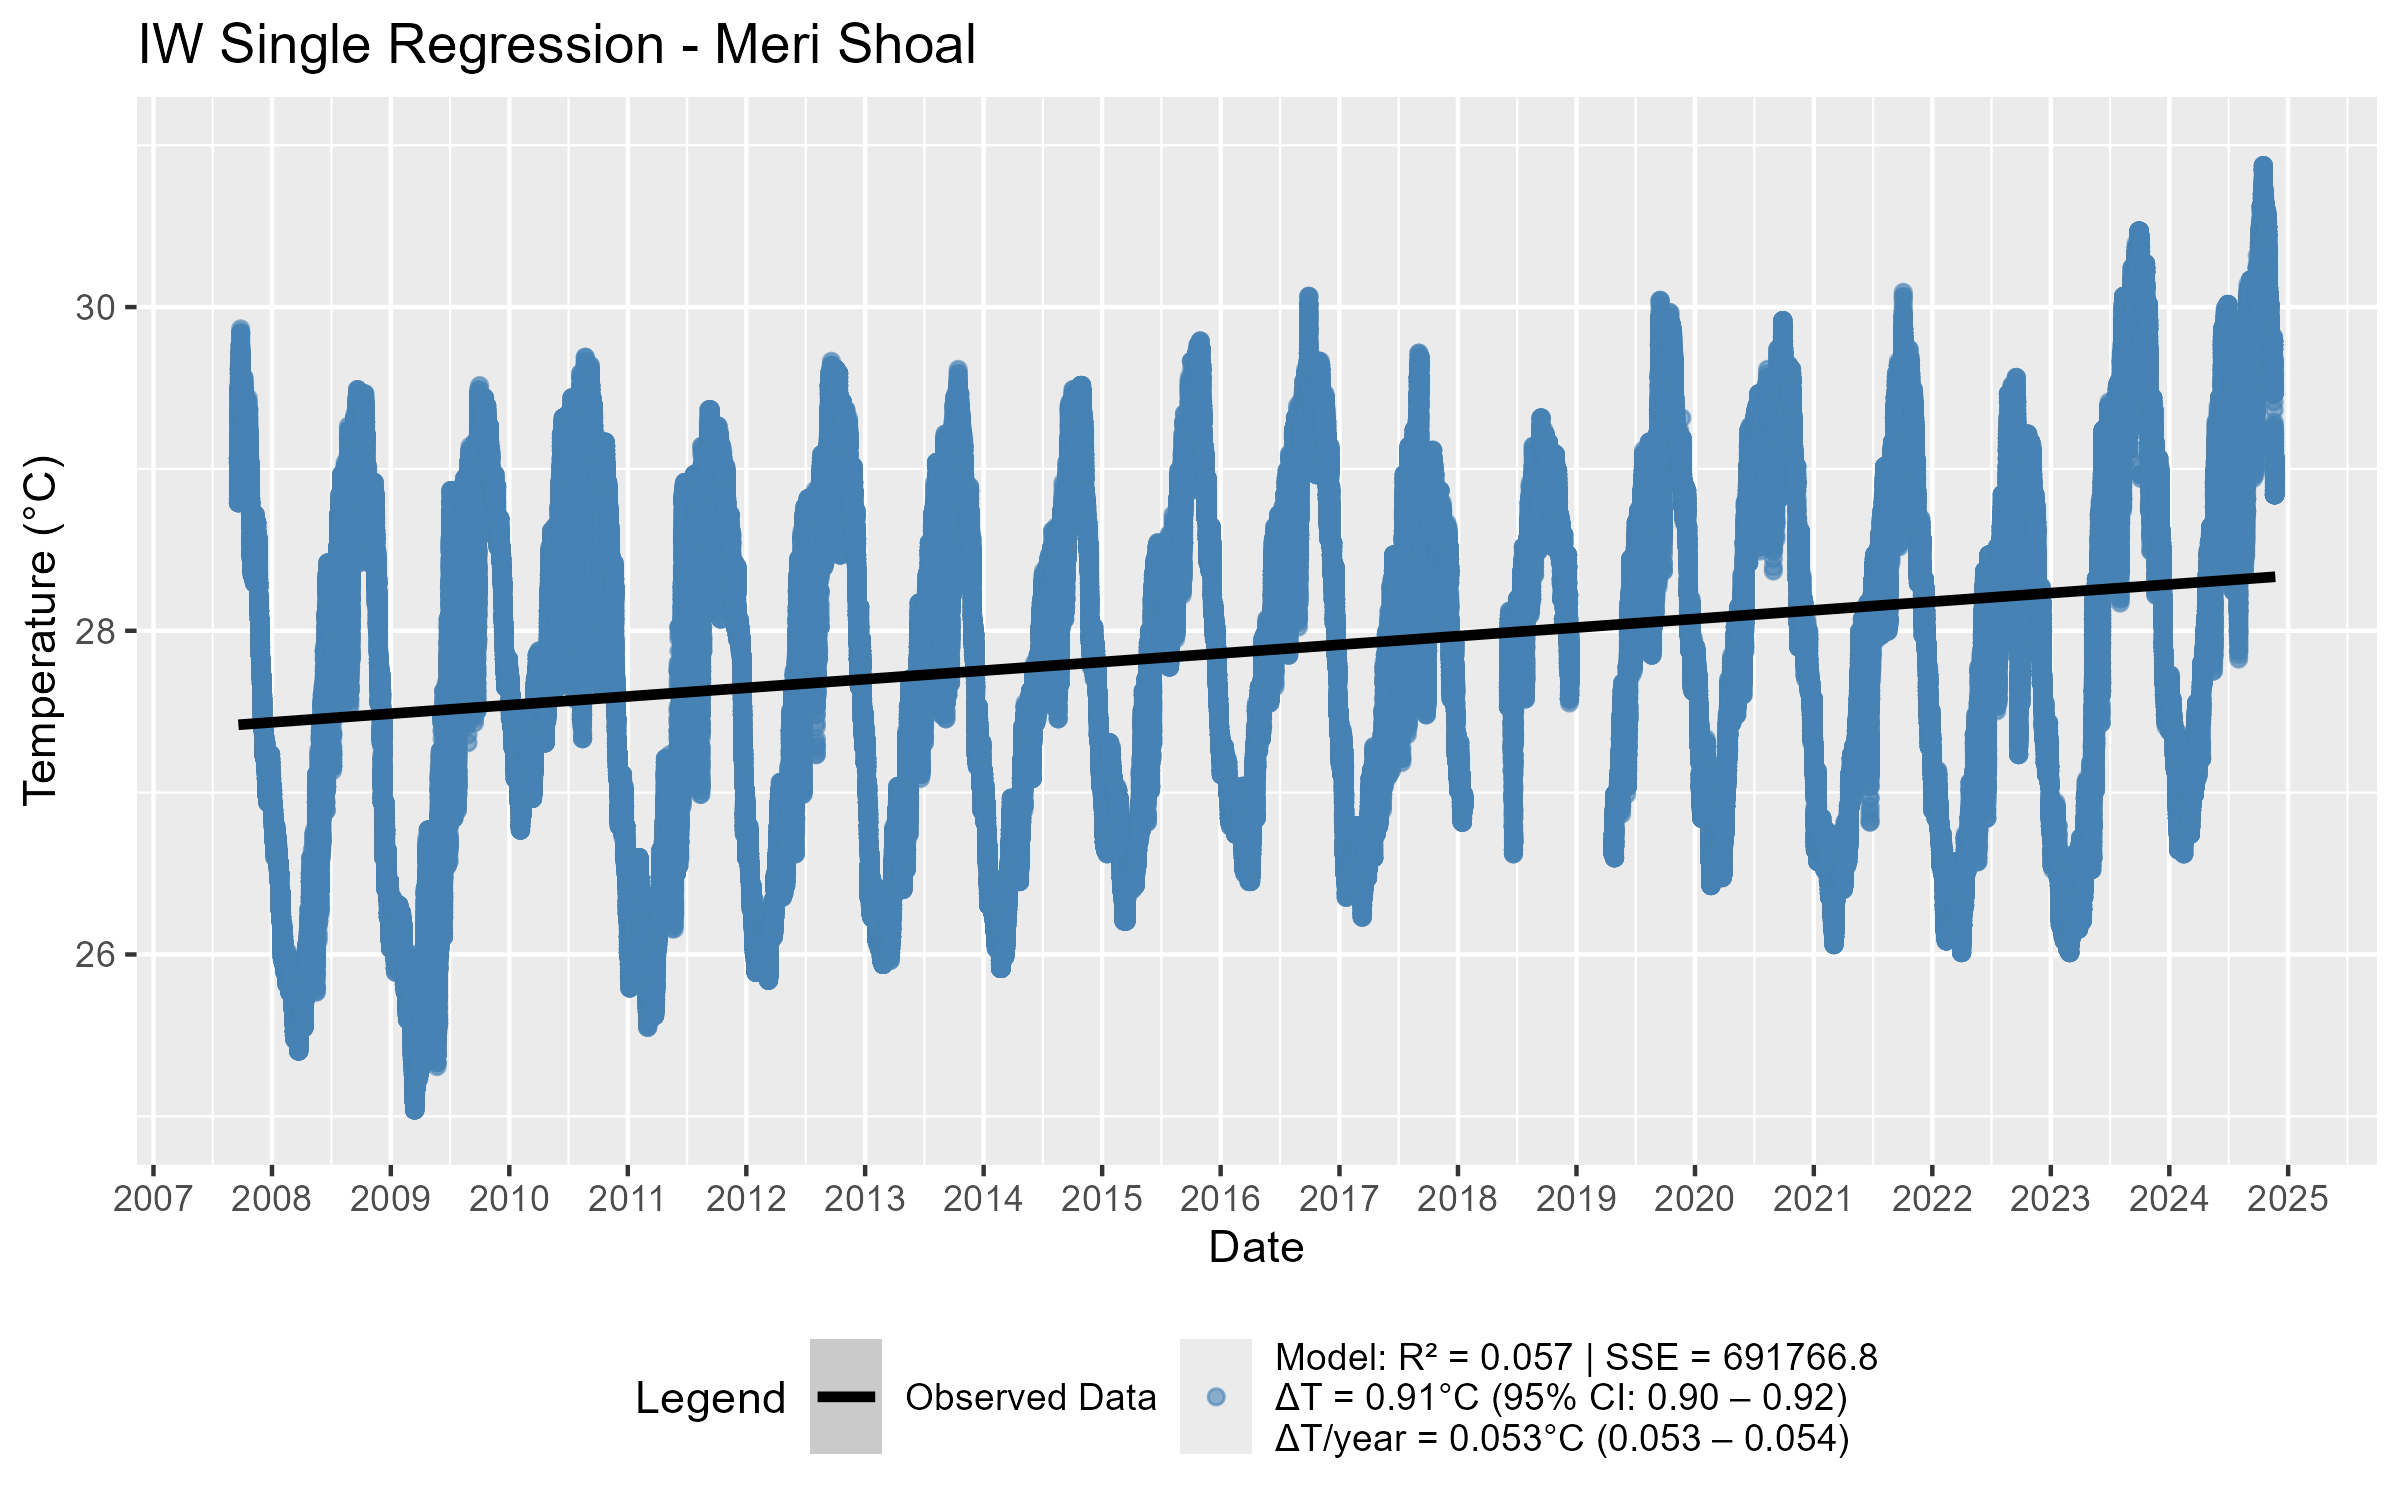 IW Single Regression - Meri Shoal
Temperature (°C)
30
28
26
2007 2008 2009 2010 2011 2012 2013 2014 2015 2016 2017 2018 2019 2020 2021 2022 2023 2024 2025
Date
Legend
Observed Data
Model: R² = 0.057 | SSE = 691766.8
ΔT = 0.91°C (95% CI: 0.90 – 0.92)
ΔT/year = 0.053°C (0.053 – 0.054)